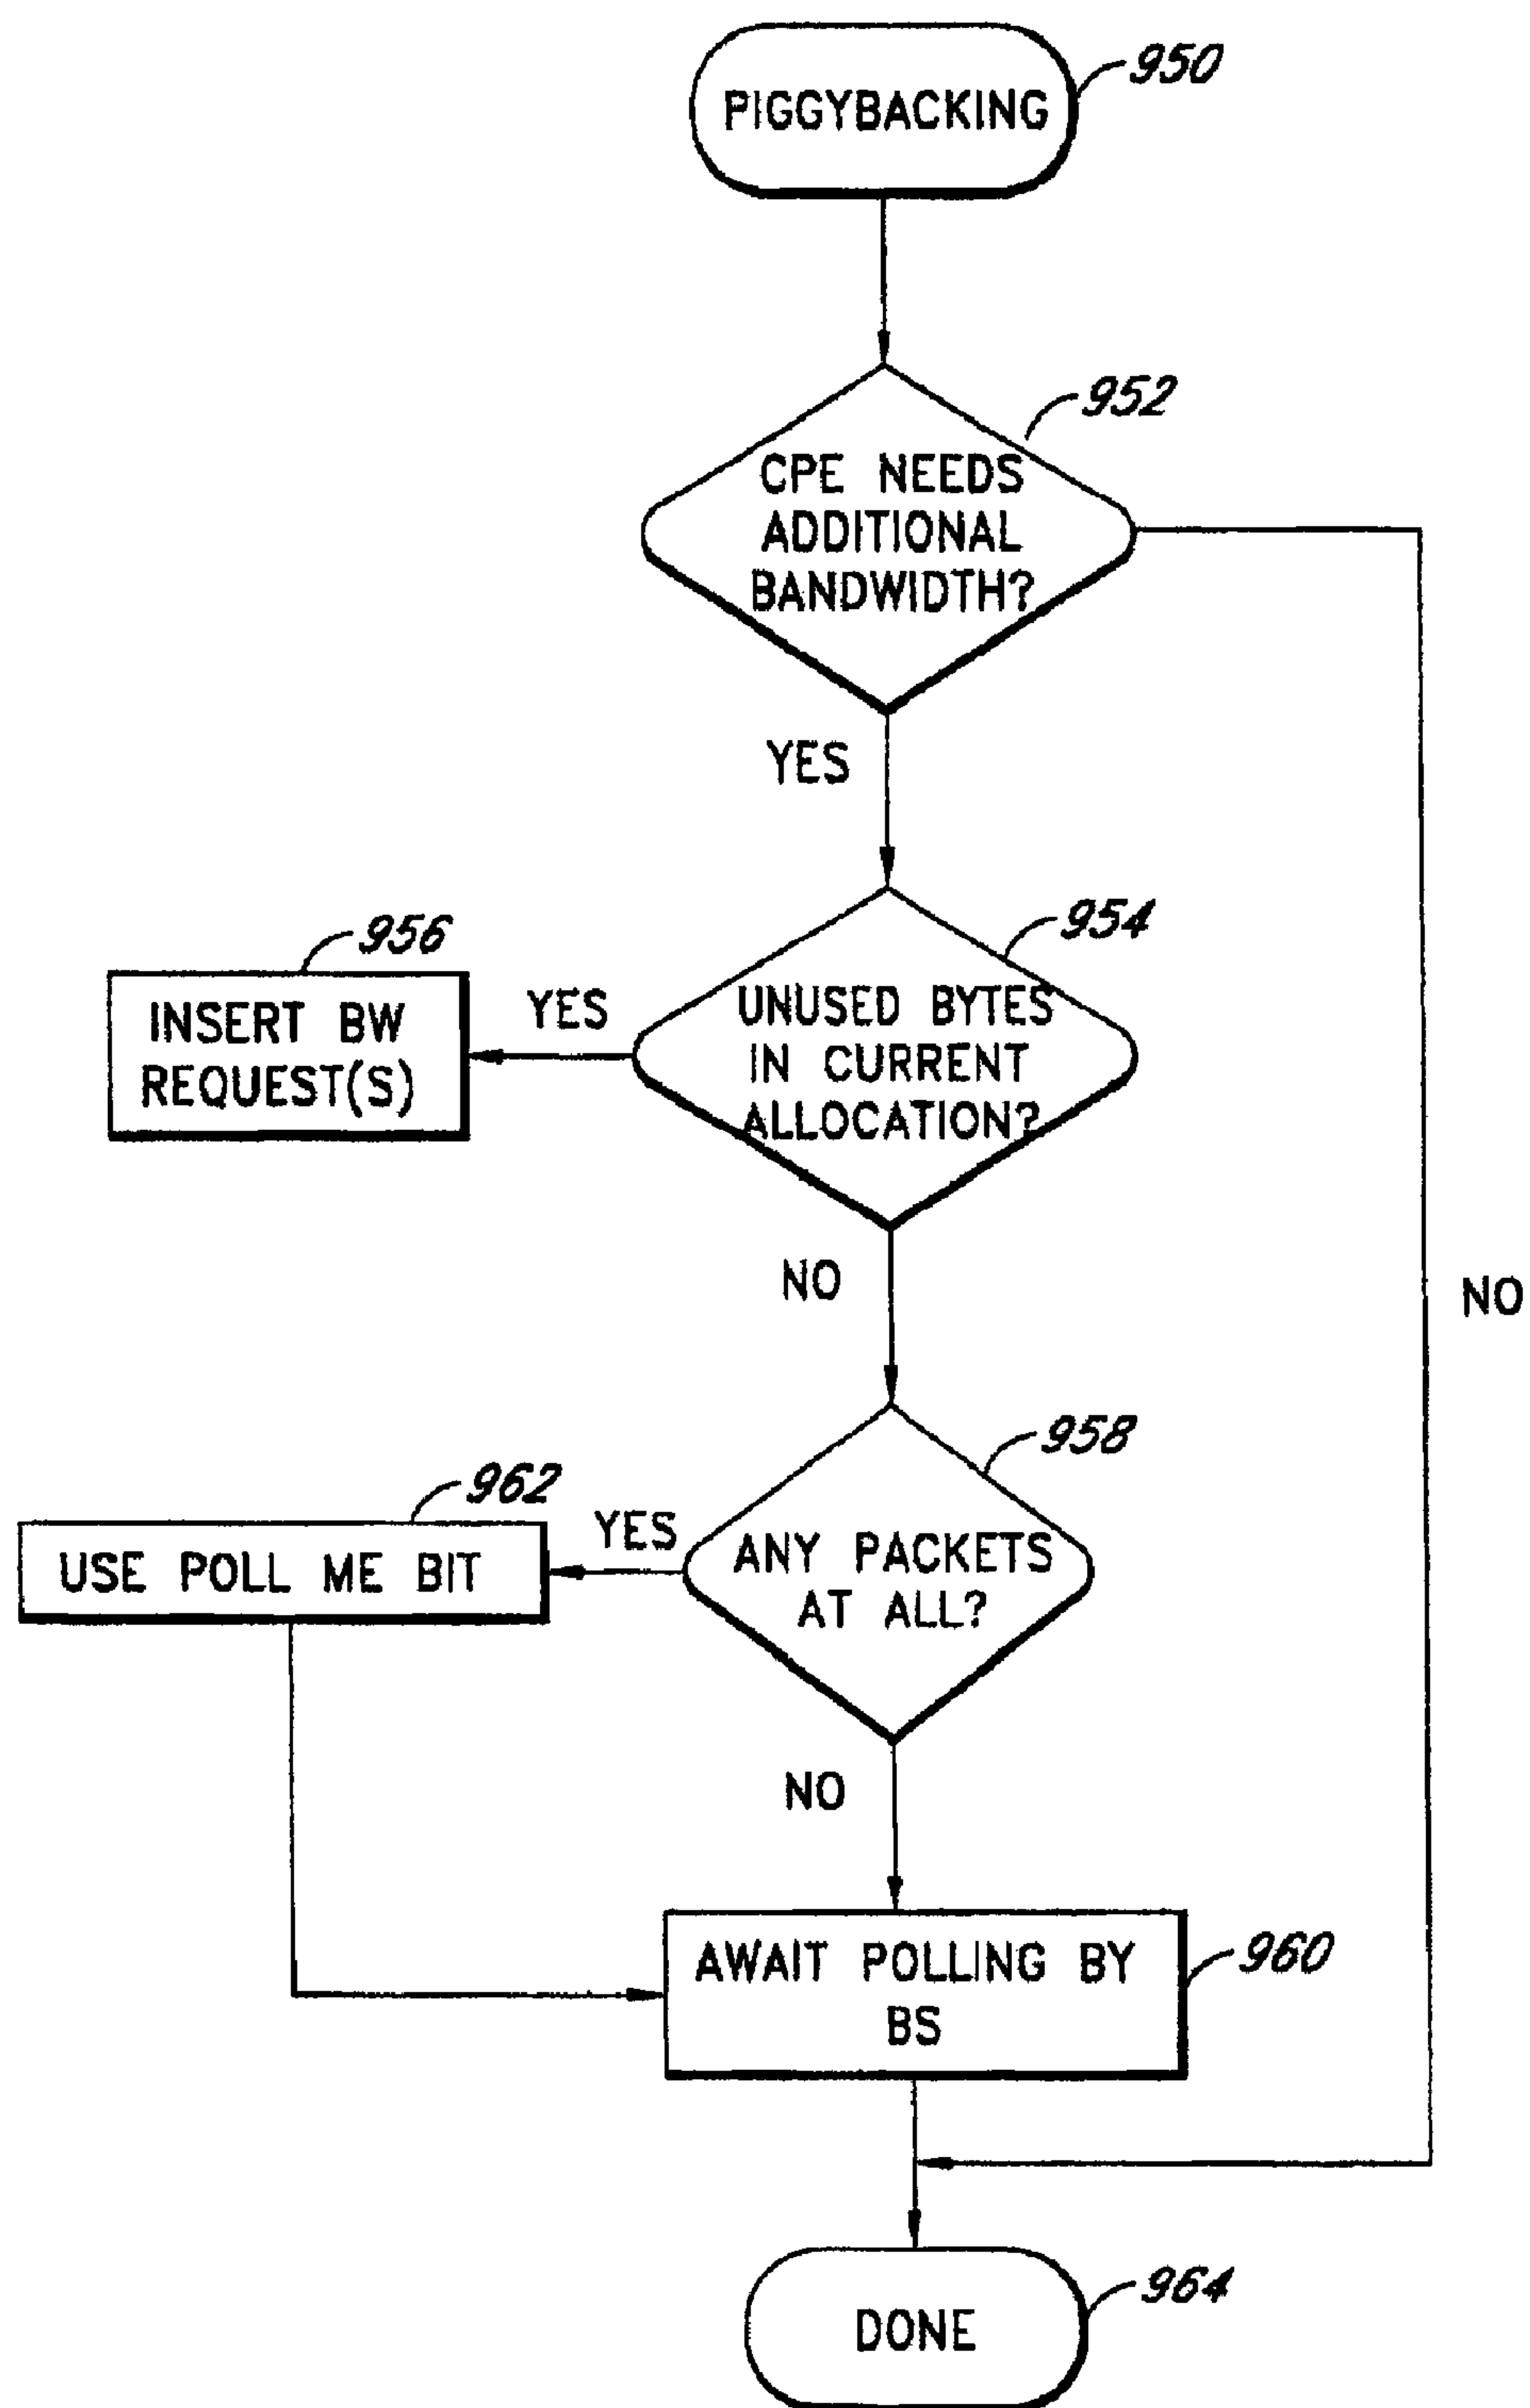 PIGGYBACKING
950
952
CPE NEEDS
ADDITIONAL
BANDWIDTH?
YES
954
956
UNUSED BYTES
IN CURRENT
ALLOCATION?
YES
INSERT BW
REQUEST(S)
NO
NO
958
962
YES
ANY PACKETS
AT ALL?
USE POLL ME BIT
NO
AWAIT POLLING BY
BS
960
964
DONE